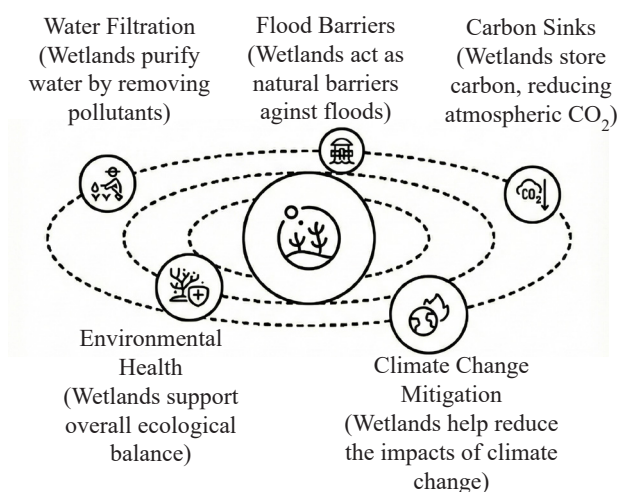 Water Filtration
(Wetlands purify
water by removing
pollutants)
Flood Barriers
(Wetlands act as
natural barriers
aginst floods)
Carbon Sinks
(Wetlands store
carbon, reducing
atmospheric CO₂)
CO₂
Environmental
Health
(Wetlands support
overall ecological
balance)
Climate Change
Mitigation
(Wetlands help reduce
the impacts of climate
change)